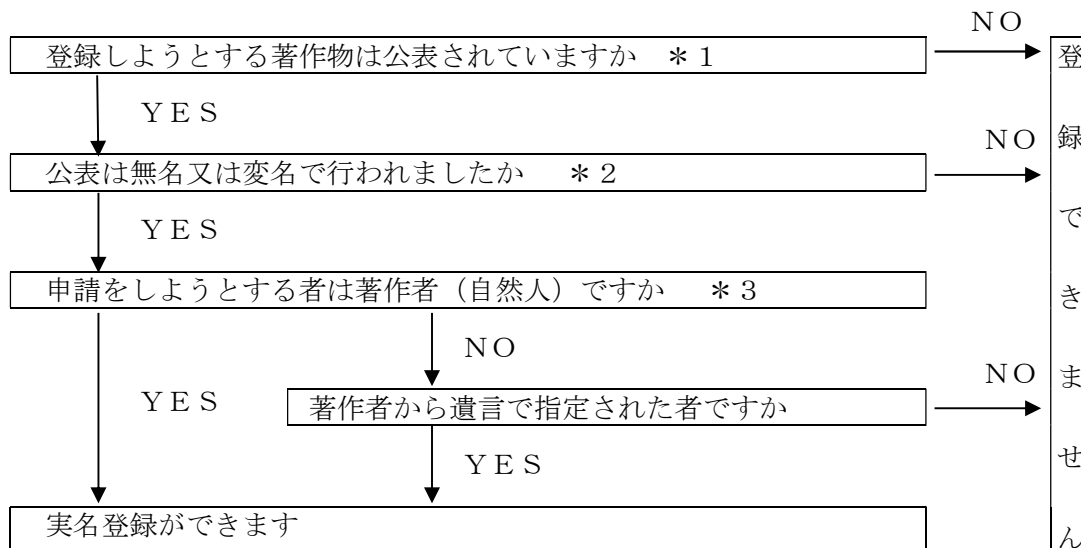 NO
登録しようとする著作物は公表されていますか ＊1
YES
NO
公表は無名又は変名で行われましたか ＊2
YES
申請をしようとする者は著作者（自然人）ですか ＊3
NO
YES
NO
著作者から遺言で指定された者ですか
YES
実名登録ができます
登録できません